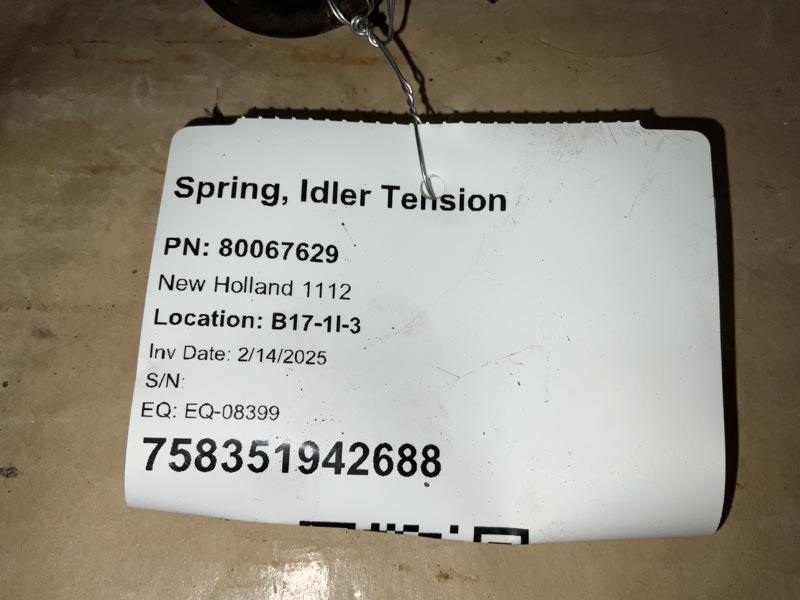 Spring, Idler Tension
PN: 80067629
New Holland 1112
Location: B17-1I-3
Inv Date: 2/14/2025
S/N:
EQ: EQ-08399
758351942688